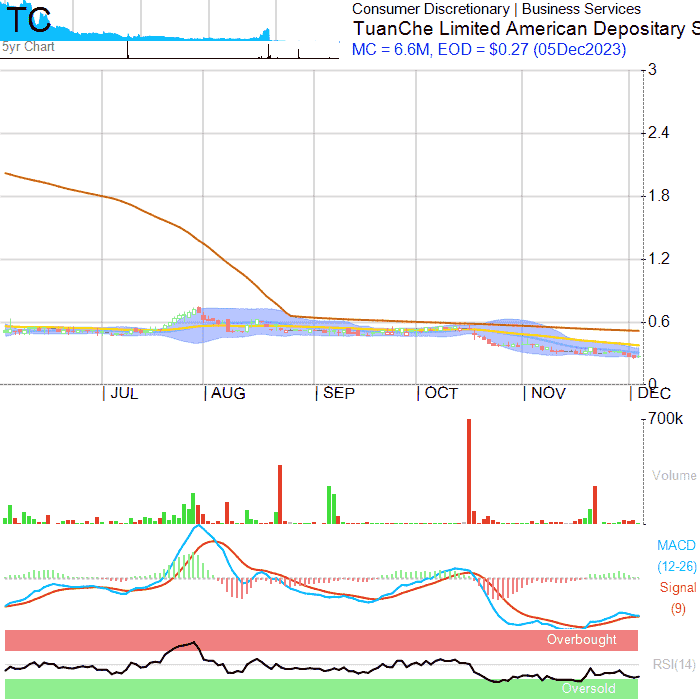 TC
5yr Chart
Consumer Discretionary | Business Services
TuanChe Limited American Depositary S
MC = 6.6M, EOD = $0.27 (05Dec2023)
3
2.4
1.8
1.2
0.6
0
JUL AUG SEP OCT NOV DEC
700k
Volume
MACD
(12-26)
Signal
(9)
Overbought
RSI(14)
Oversold